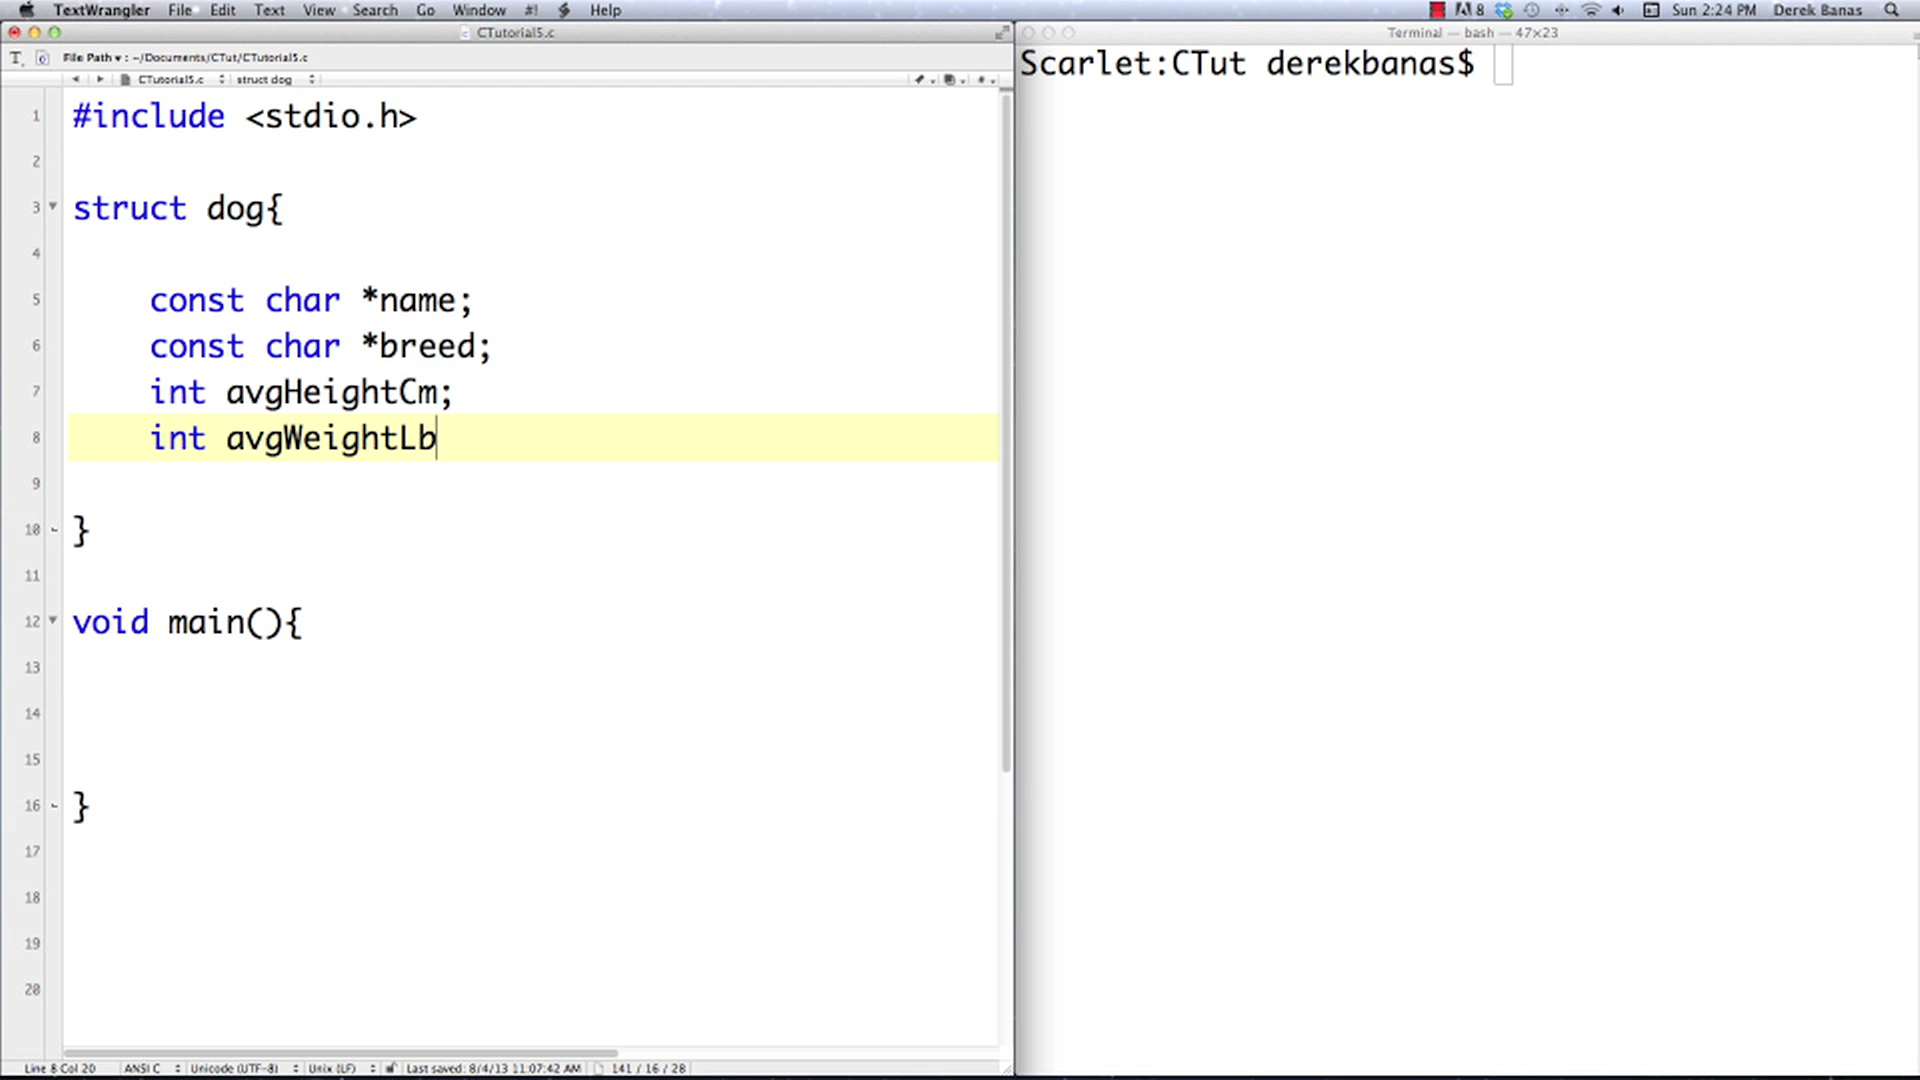 TextWrangler File Edit Text View Search Go Window #! Help 8 Sun 2:24 PM Derek Banas
CTutorial5.c
File Path ▾ : ~/Documents/CTut/CTutorial5.c
CTutorial5.c struct dog
1 #include <stdio.h>
2
3 struct dog{
4
5 const char *name;
6 const char *breed;
7 int avgHeightCm;
8 int avgWeightLb
9
10 }
11
12 void main(){
13
14
15
16 }
17
18
19
20
Line 8 Col 20 ANSI C Unicode (UTF-8) Unix (LF) Last saved: 8/4/13 11:07:42 AM 141 / 16 / 28
Terminal — bash — 47×23
Scarlet:CTut derekbanas$